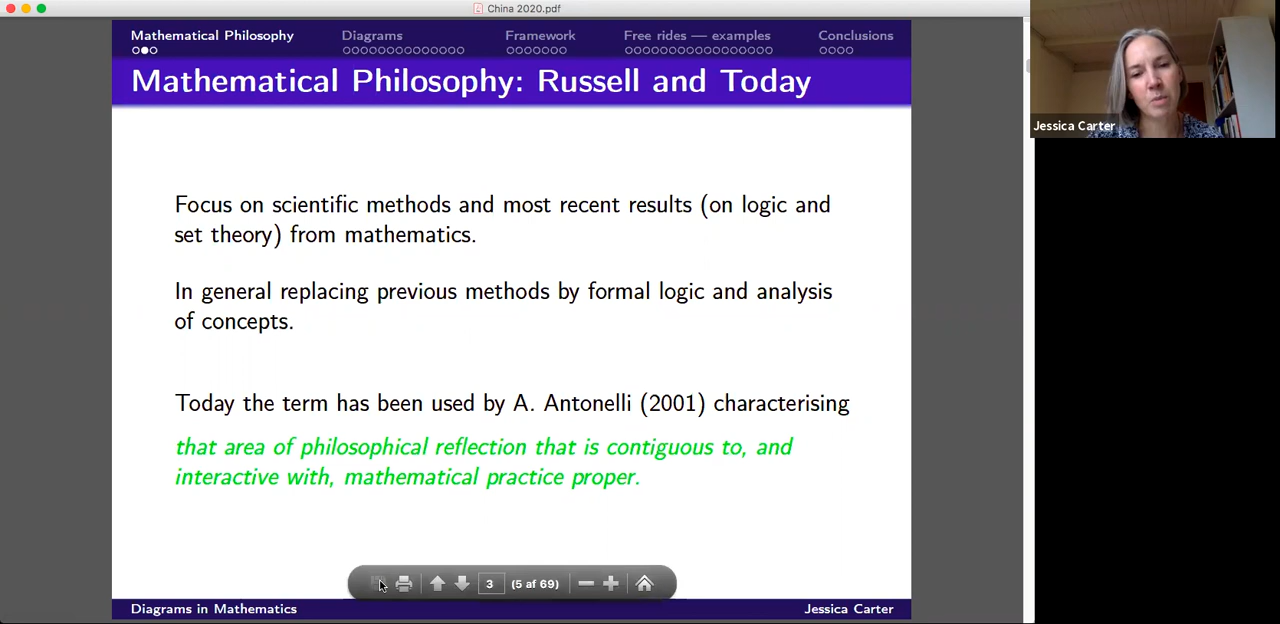 China 2020.pdf
Mathematical Philosophy Diagrams Framework Free rides — examples Conclusions
Mathematical Philosophy: Russell and Today
Jessica Carter
Focus on scientific methods and most recent results (on logic and
set theory) from mathematics.
In general replacing previous methods by formal logic and analysis
of concepts.
Today the term has been used by A. Antonelli (2001) characterising
that area of philosophical reflection that is contiguous to, and
interactive with, mathematical practice proper.
3 (5 af 69)
Diagrams in Mathematics Jessica Carter